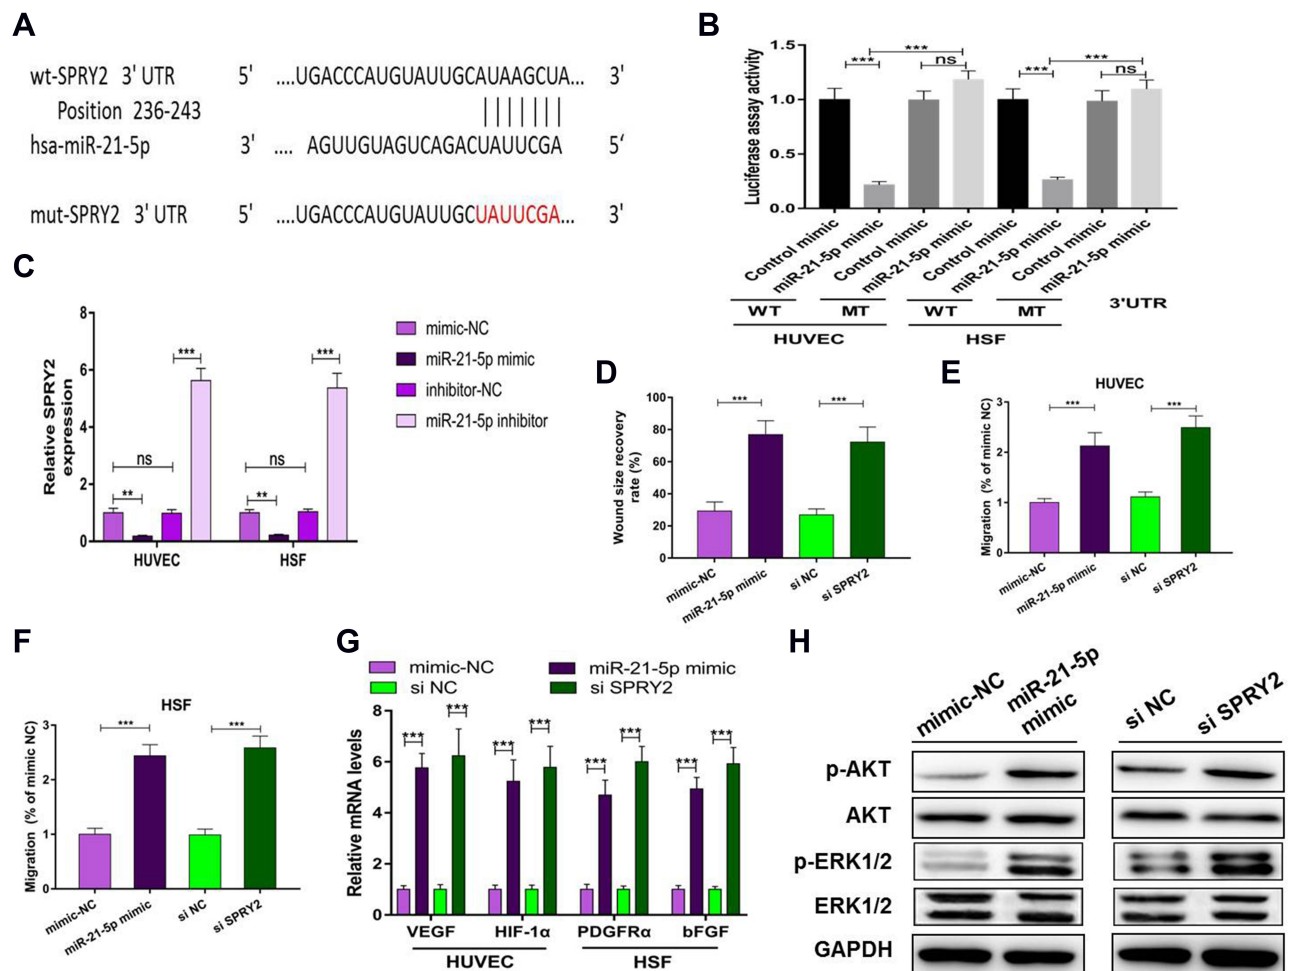 A
wt-SPRY2 3' UTR 5' ....UGACCCAUGUAUUGCAUAAGCUA... 3'
Position 236-243
hsa-miR-21-5p 3' .... AGUUGUAGUCAGACUAUUCGA 5'
mut-SPRY2 3' UTR 5' ....UGACCCAUGUAUUGCUAUUCGA... 3'
B
Luciferase assay activity
1.5
1.0
0.5
0.0
*** *** ns *** *** ns
Control mimic
miR-21-5p mimic
Control mimic
miR-21-5p mimic
Control mimic
miR-21-5p mimic
Control mimic
miR-21-5p mimic
WT MT WT MT 3'UTR
HUVEC HSF
C
Relative SPRY2
expression
8
6
4
2
0
** ns *** ** ns ***
HUVEC HSF
mimic-NC
miR-21-5p mimic
inhibitor-NC
miR-21-5p inhibitor
D
Wound size recovery
rate (%)
100
80
60
40
20
0
*** ***
mimic-NC
miR-21-5p mimic
si NC
si SPRY2
E
HUVEC
Migration (% of mimic NC)
3
2
1
0
*** ***
mimic-NC
miR-21-5p mimic
si NC
si SPRY2
F
HSF
Migration (% of mimic NC)
3
2
1
0
*** ***
mimic-NC
miR-21-5p mimic
si NC
si SPRY2
G
mimic-NC miR-21-5p mimic
si NC si SPRY2
Relative mRNA levels
8
6
4
2
0
*** *** *** *** *** *** *** ***
VEGF HIF-1α PDGFRα bFGF
HUVEC HSF
H
mimic-NC
miR-21-5p
mimic
si NC
si SPRY2
p-AKT
AKT
p-ERK1/2
ERK1/2
GAPDH